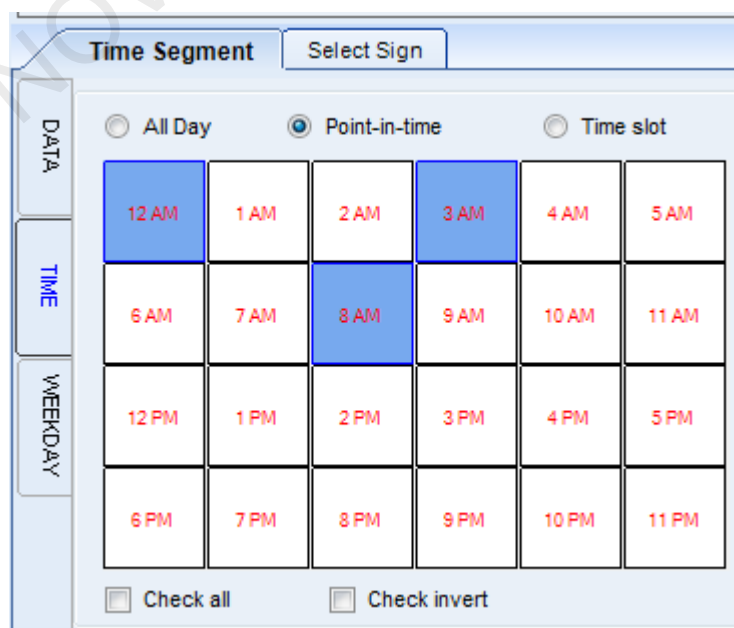 Time Segment Select Sign
DATA
All Day Point-in-time Time slot
12 AM 1 AM 2 AM 3 AM 4 AM 5 AM
TIME
6 AM 7 AM 8 AM 9 AM 10 AM 11 AM
WEEKDAY
12 PM 1 PM 2 PM 3 PM 4 PM 5 PM
6 PM 7 PM 8 PM 9 PM 10 PM 11 PM
Check all Check invert